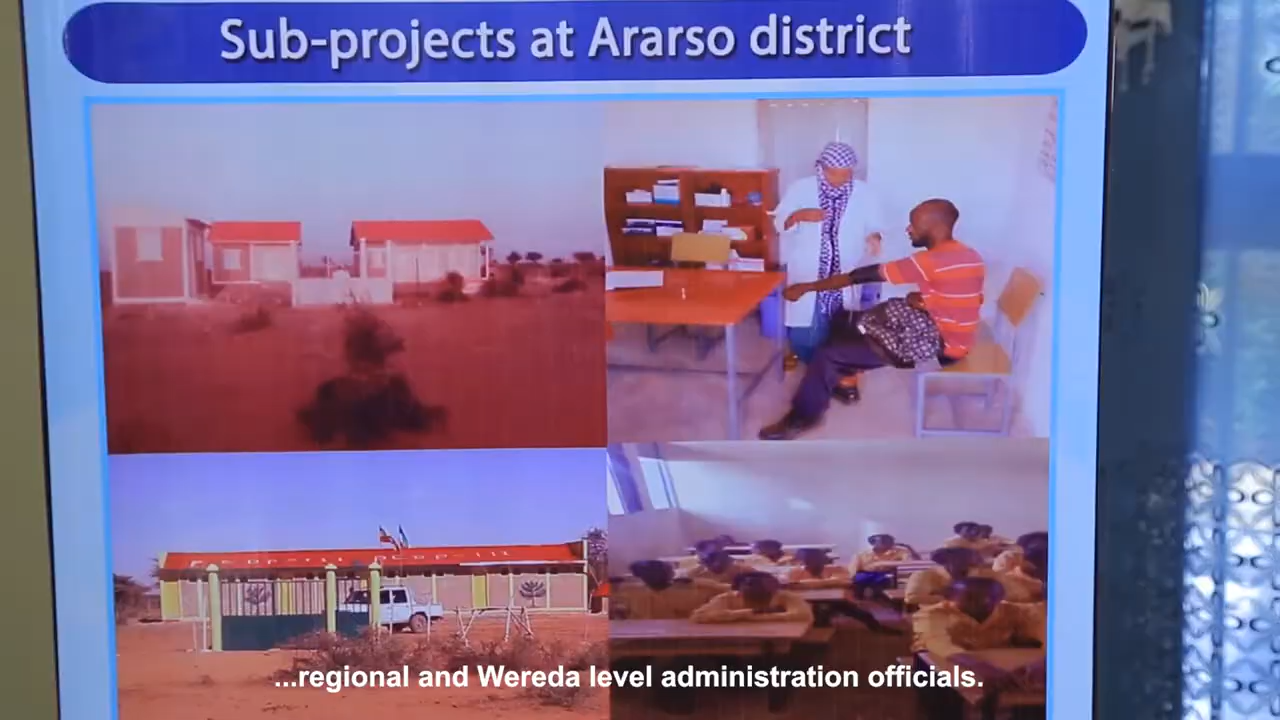 Sub-projects at Ararso district
...regional and Wereda level administration officials.